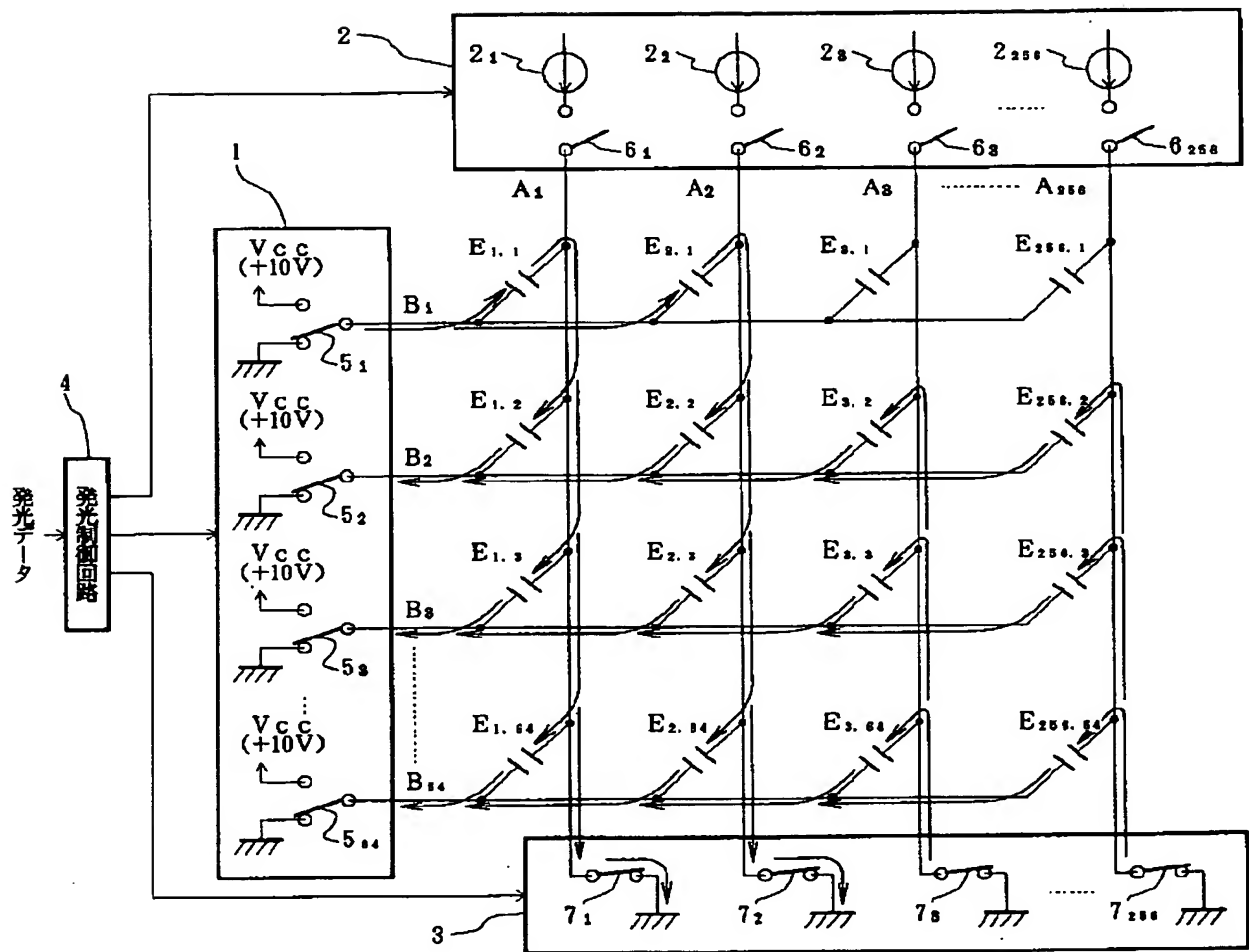 2
2₁
2₂
2₃
2₂₅₆
6₁
6₂
6₃
6₂₅₆
A₁
A₂
A₃
A₂₅₆
1
Vcc
(+10V)
B₁
5₁
E₁.₁
E₂.₁
E₃.₁
E₂₅₆.₁
4
発光データ
発光制御回路
Vcc
(+10V)
B₂
5₂
E₁.₂
E₂.₂
E₃.₂
E₂₅₆.₂
Vcc
(+10V)
B₃
5₃
E₁.₃
E₂.₃
E₃.₃
E₂₅₆.₃
Vcc
(+10V)
B₆₄
5₆₄
E₁.₆₄
E₂.₆₄
E₃.₆₄
E₂₅₆.₆₄
3
7₁
7₂
7₃
7₂₅₆